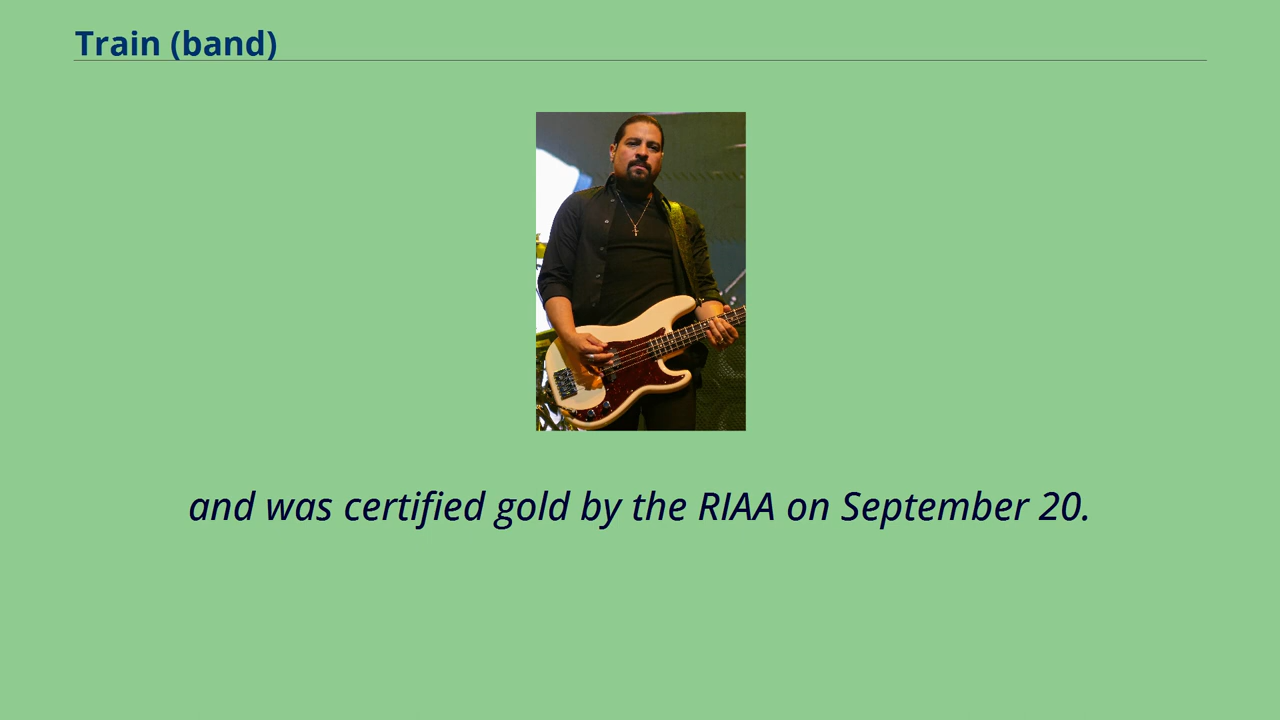 Train (band)
and was certified gold by the RIAA on September 20.